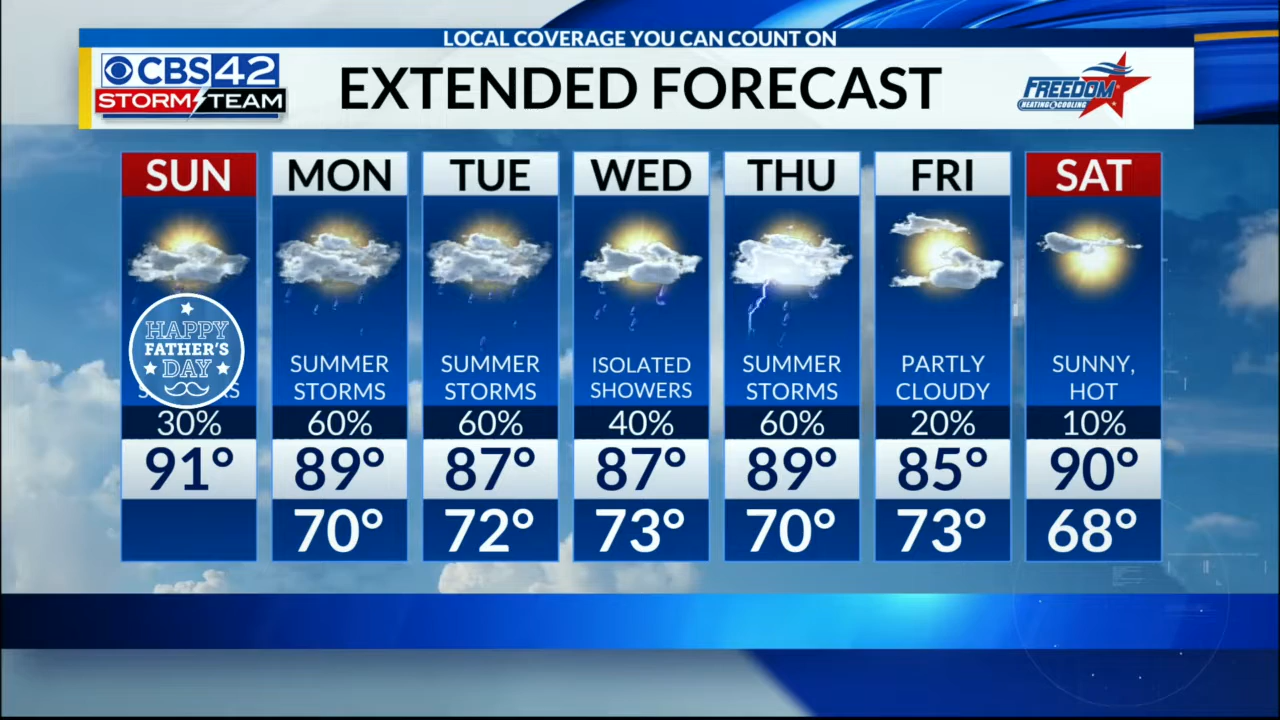 LOCAL COVERAGE YOU CAN COUNT ON
CBS42
STORM TEAM
EXTENDED FORECAST
FREEDOM
HEATING & COOLING
SUN
MON
TUE
WED
THU
FRI
SAT
HAPPY
FATHER'S
DAY
SUMMER
STORMS
SUMMER
STORMS
ISOLATED
SHOWERS
SUMMER
STORMS
PARTLY
CLOUDY
SUNNY,
HOT
30%
60%
60%
40%
60%
20%
10%
91°
89°
87°
87°
89°
85°
90°
70°
72°
73°
70°
73°
68°